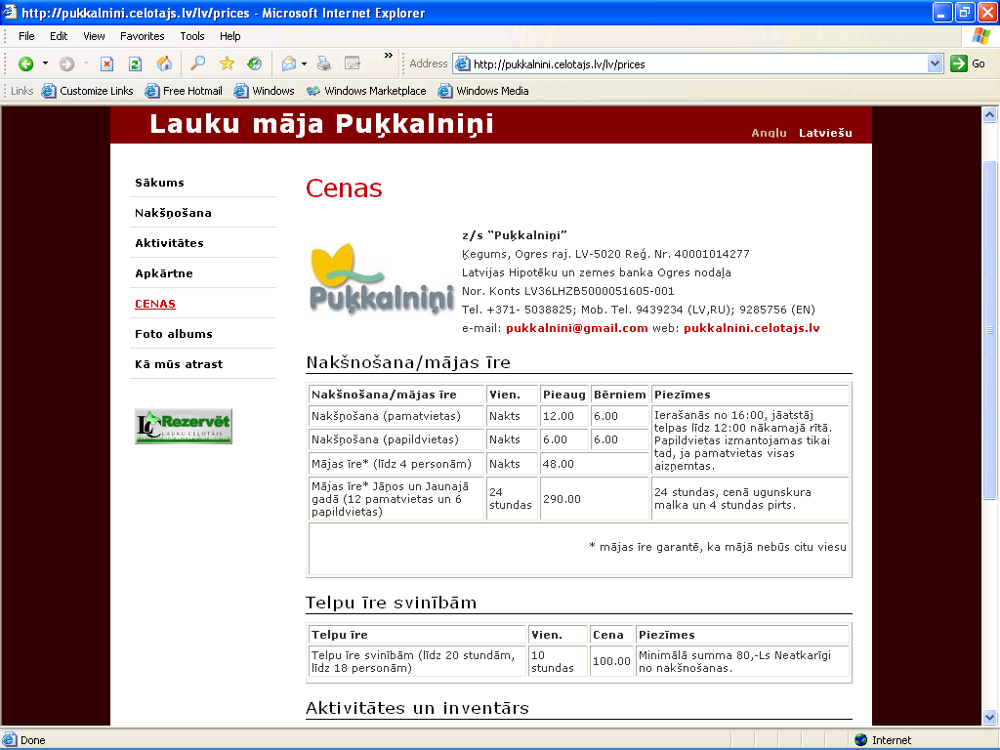 http://pukkalnini.celotajs.lv/lv/prices - Microsoft Internet Explorer
File Edit View Favorites Tools Help
» Address http://pukkalnini.celotajs.lv/lv/prices Go
Links Customize Links Free Hotmail Windows Windows Marketplace Windows Media
Lauku māja Puķkalniņi
Angļu Latviešu
Sākums
Nakšņošana
Aktivitātes
Apkārtne
CENAS
Foto albums
Kā mūs atrast
Rezervēt
LAUKU CEĻOTĀJS
Cenas
Puķkalniņi
z/s "Puķkalniņi"
Ķegums, Ogres raj. LV-5020 Reģ. Nr. 40001014277
Latvijas Hipotēku un zemes banka Ogres nodaļa
Nor. Konts LV36LHZB5000051605-001
Tel. +371- 5038825; Mob. Tel. 9439234 (LV,RU); 9285756 (EN)
e-mail: pukkalnini@gmail.com web: pukkalnini.celotajs.lv
Nakšnošana/mājas īre
Nakšņošana/mājas īre Vien. Pieaug Bērniem Piezīmes
Nakšņošana (pamatvietas) Nakts 12.00 6.00
Nakšņošana (papildvietas) Nakts 6.00 6.00
Mājas īre* (līdz 4 personām) Nakts 48.00
Ierašanās no 16:00, jāatstāj
telpas līdz 12:00 nākamajā rītā.
Papildvietas izmantojamas tikai
tad, ja pamatvietas visas
aizņemtas.
Mājas īre* Jāņos un Jaunajā
gadā (12 pamatvietas un 6
papildvietas)
24
stundas
290.00
24 stundas, cenā ugunskura
malka un 4 stundas pirts.
* mājas īre garantē, ka mājā nebūs citu viesu
Telpu īre svinībām
Telpu īre Vien. Cena Piezīmes
Telpu īre svinībām (līdz 20 stundām,
līdz 18 personām)
10
stundas
100.00
Minimālā summa 80,-Ls Neatkarīgi
no nakšņošanas.
Aktivitātes un inventārs
Done Internet